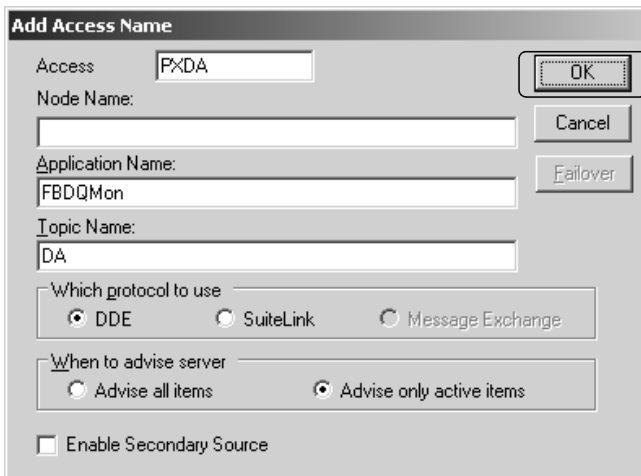 Add Access Name
Access PXDA
OK
Node Name:
Cancel
Application Name:
Failover
FBDQMon
Topic Name:
DA
Which protocol to use
DDE SuiteLink Message Exchange
When to advise server
Advise all items Advise only active items
Enable Secondary Source